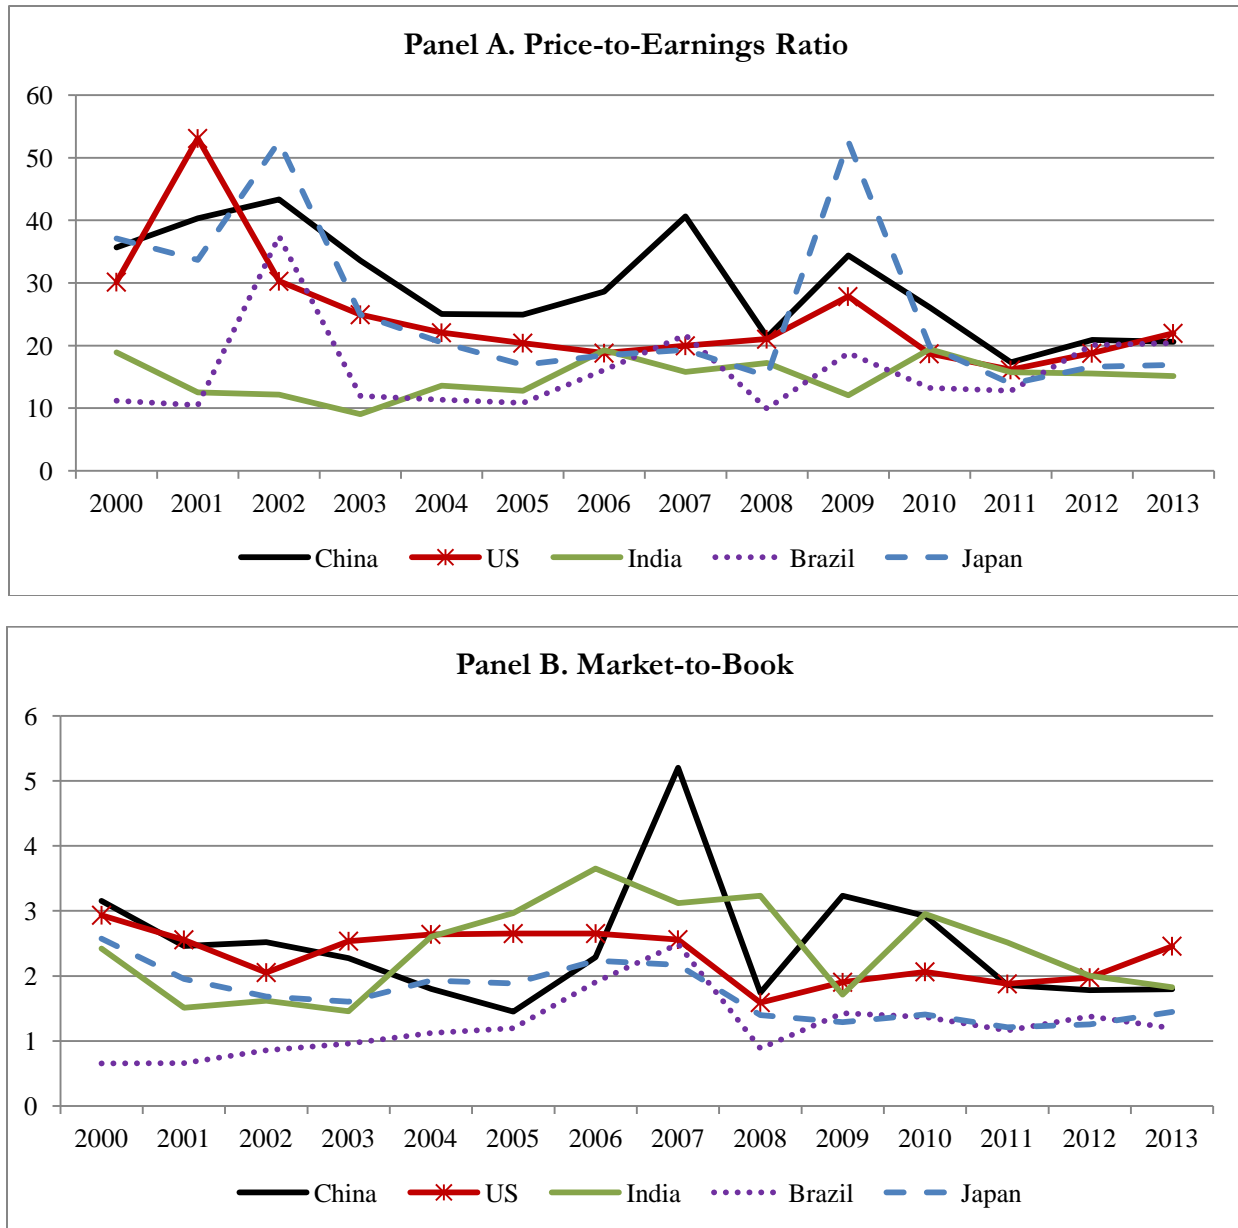 Panel A. Price-to-Earnings Ratio
60
50
40
30
20
10
0
2000 2001 2002 2003 2004 2005 2006 2007 2008 2009 2010 2011 2012 2013
China US India Brazil Japan
Panel B. Market-to-Book
6
5
4
3
2
1
0
2000 2001 2002 2003 2004 2005 2006 2007 2008 2009 2010 2011 2012 2013
China US India Brazil Japan